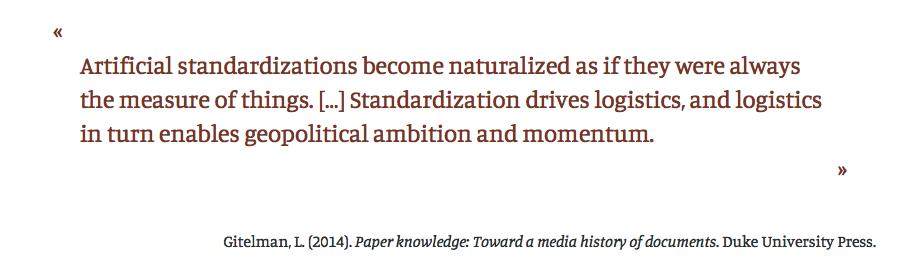 «
Artificial standardizations become naturalized as if they were always
the measure of things. [...] Standardization drives logistics, and logistics
in turn enables geopolitical ambition and momentum.
»
Gitelman, L. (2014). Paper knowledge: Toward a media history of documents. Duke University Press.